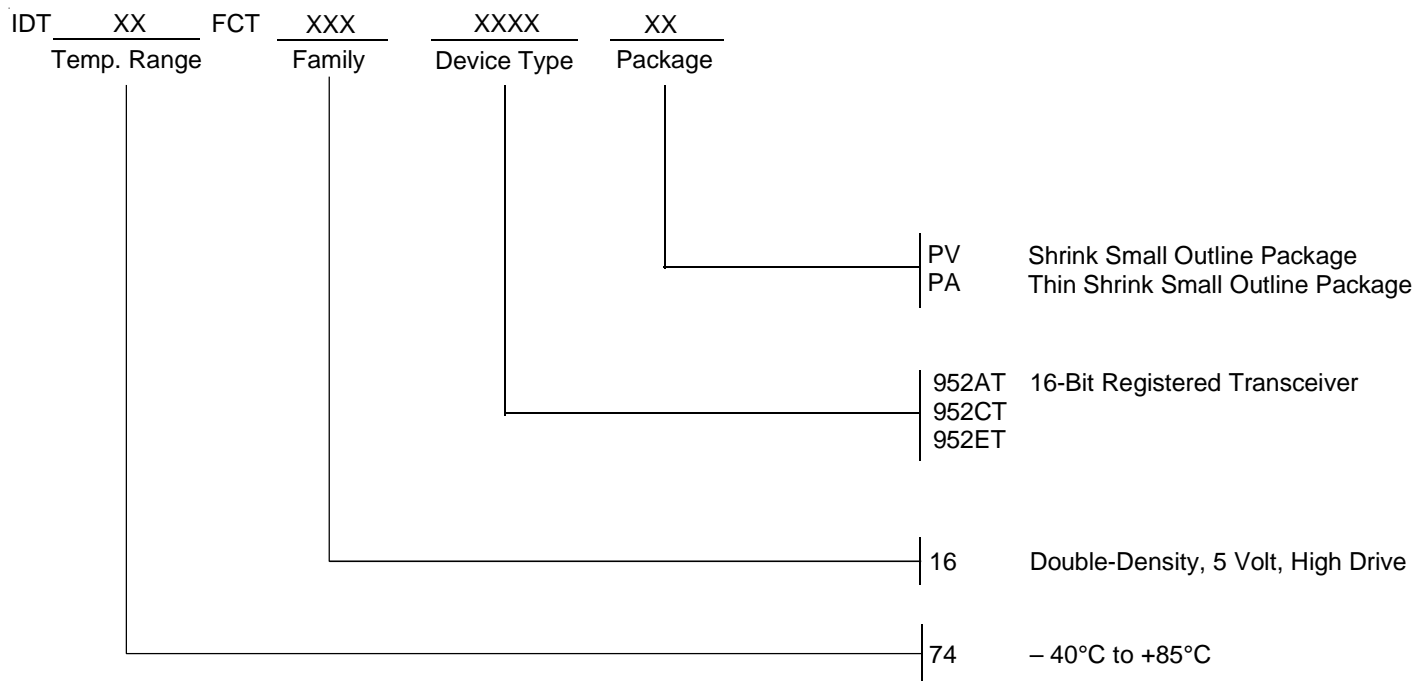 IDT XX FCT XXX XXXX XX
Temp. Range Family Device Type Package
PV Shrink Small Outline Package
PA Thin Shrink Small Outline Package
952AT 16-Bit Registered Transceiver
952CT
952ET
16 Double-Density, 5 Volt, High Drive
74 – 40°C to +85°C